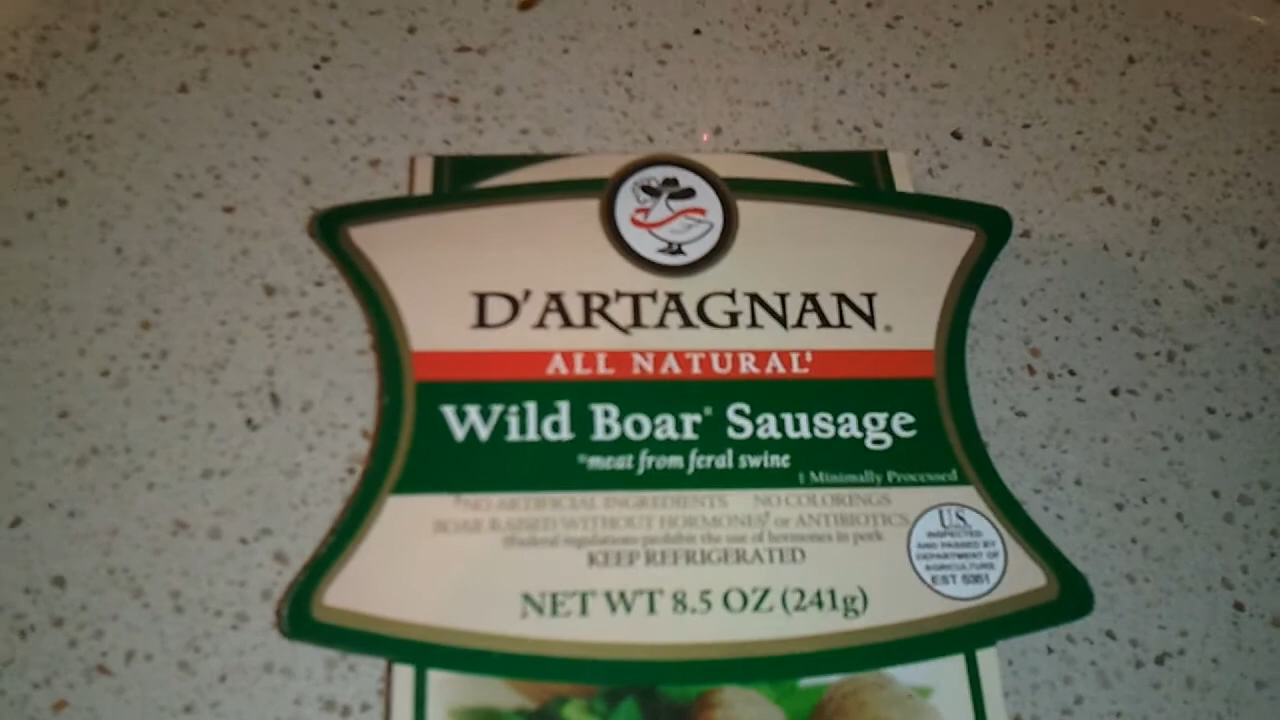 D'ARTAGNAN®
ALL NATURAL‡
Wild Boar* Sausage
*meat from feral swine
‡ Minimally Processed
NO ARTIFICIAL INGREDIENTS NO COLORINGS
BOAR RAISED WITHOUT HORMONES† or ANTIBIOTICS
†Federal regulations prohibit the use of hormones in pork
KEEP REFRIGERATED
U.S.
INSPECTED
AND PASSED BY
DEPARTMENT OF
AGRICULTURE
EST
NET WT 8.5 OZ (241g)